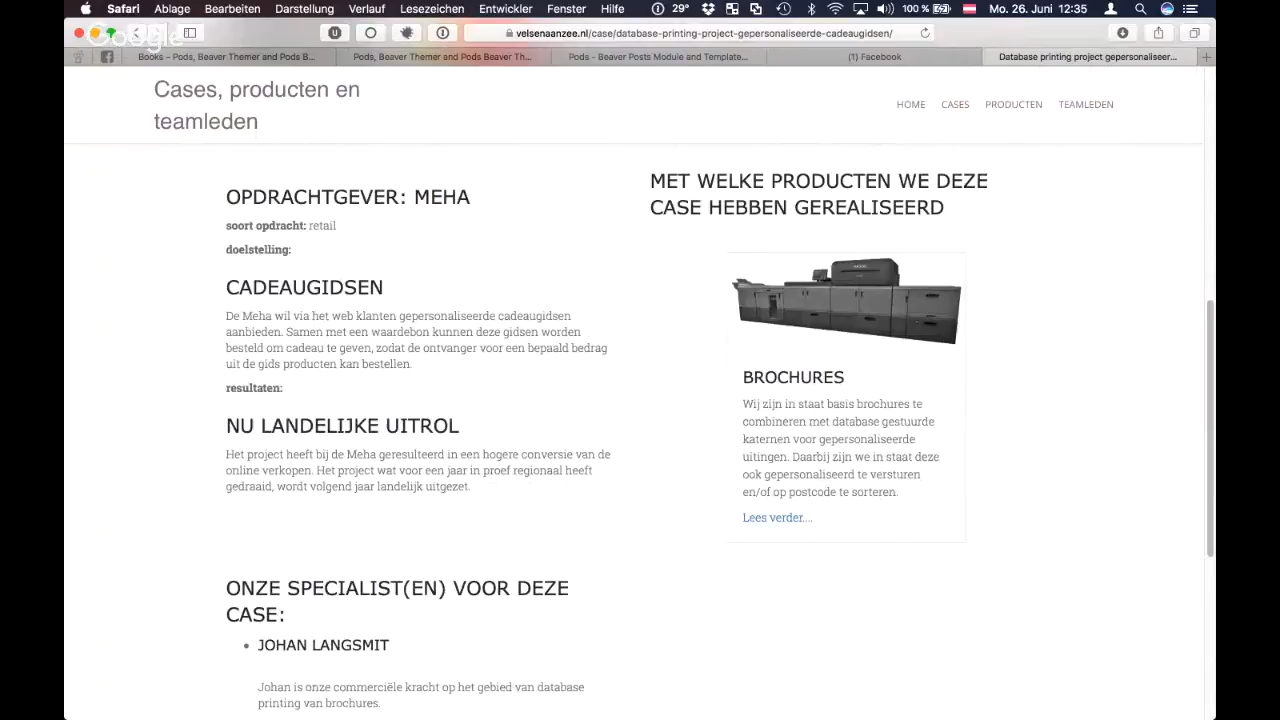 Safari Ablage Bearbeiten Darstellung Verlauf Lesezeichen Entwickler Fenster Hilfe 29° 100 % Mo. 26. Juni 12:35
Google
velsenaanzee.nl/case/database-printing-project-gepersonaliseerde-cadeaugidsen/
Books – Pods, Beaver Themer and Pods B... Pods, Beaver Themer and Pods Beaver Th... Pods – Beaver Posts Module and Template... (1) Facebook Database printing project gepersonaliseer...
Cases, producten en
teamleden
HOME CASES PRODUCTEN TEAMLEDEN
OPDRACHTGEVER: MEHA
soort opdracht: retail
doelstelling:
CADEAUGIDSEN
De Meha wil via het web klanten gepersonaliseerde cadeaugidsen
aanbieden. Samen met een waardebon kunnen deze gidsen worden
besteld om cadeau te geven, zodat de ontvanger voor een bepaald bedrag
uit de gids producten kan bestellen.
resultaten:
NU LANDELIJKE UITROL
Het project heeft bij de Meha geresulteerd in een hogere conversie van de
online verkopen. Het project wat voor een jaar in proef regionaal heeft
gedraaid, wordt volgend jaar landelijk uitgezet.
MET WELKE PRODUCTEN WE DEZE
CASE HEBBEN GEREALISEERD
BROCHURES
Wij zijn in staat basis brochures te
combineren met database gestuurde
katernen voor gepersonaliseerde
uitingen. Daarbij zijn we in staat deze
ook gepersonaliseerd te versturen
en/of op postcode te sorteren.
Lees verder....
ONZE SPECIALIST(EN) VOOR DEZE
CASE:
• JOHAN LANGSMIT
Johan is onze commerciële kracht op het gebied van database
printing van brochures.